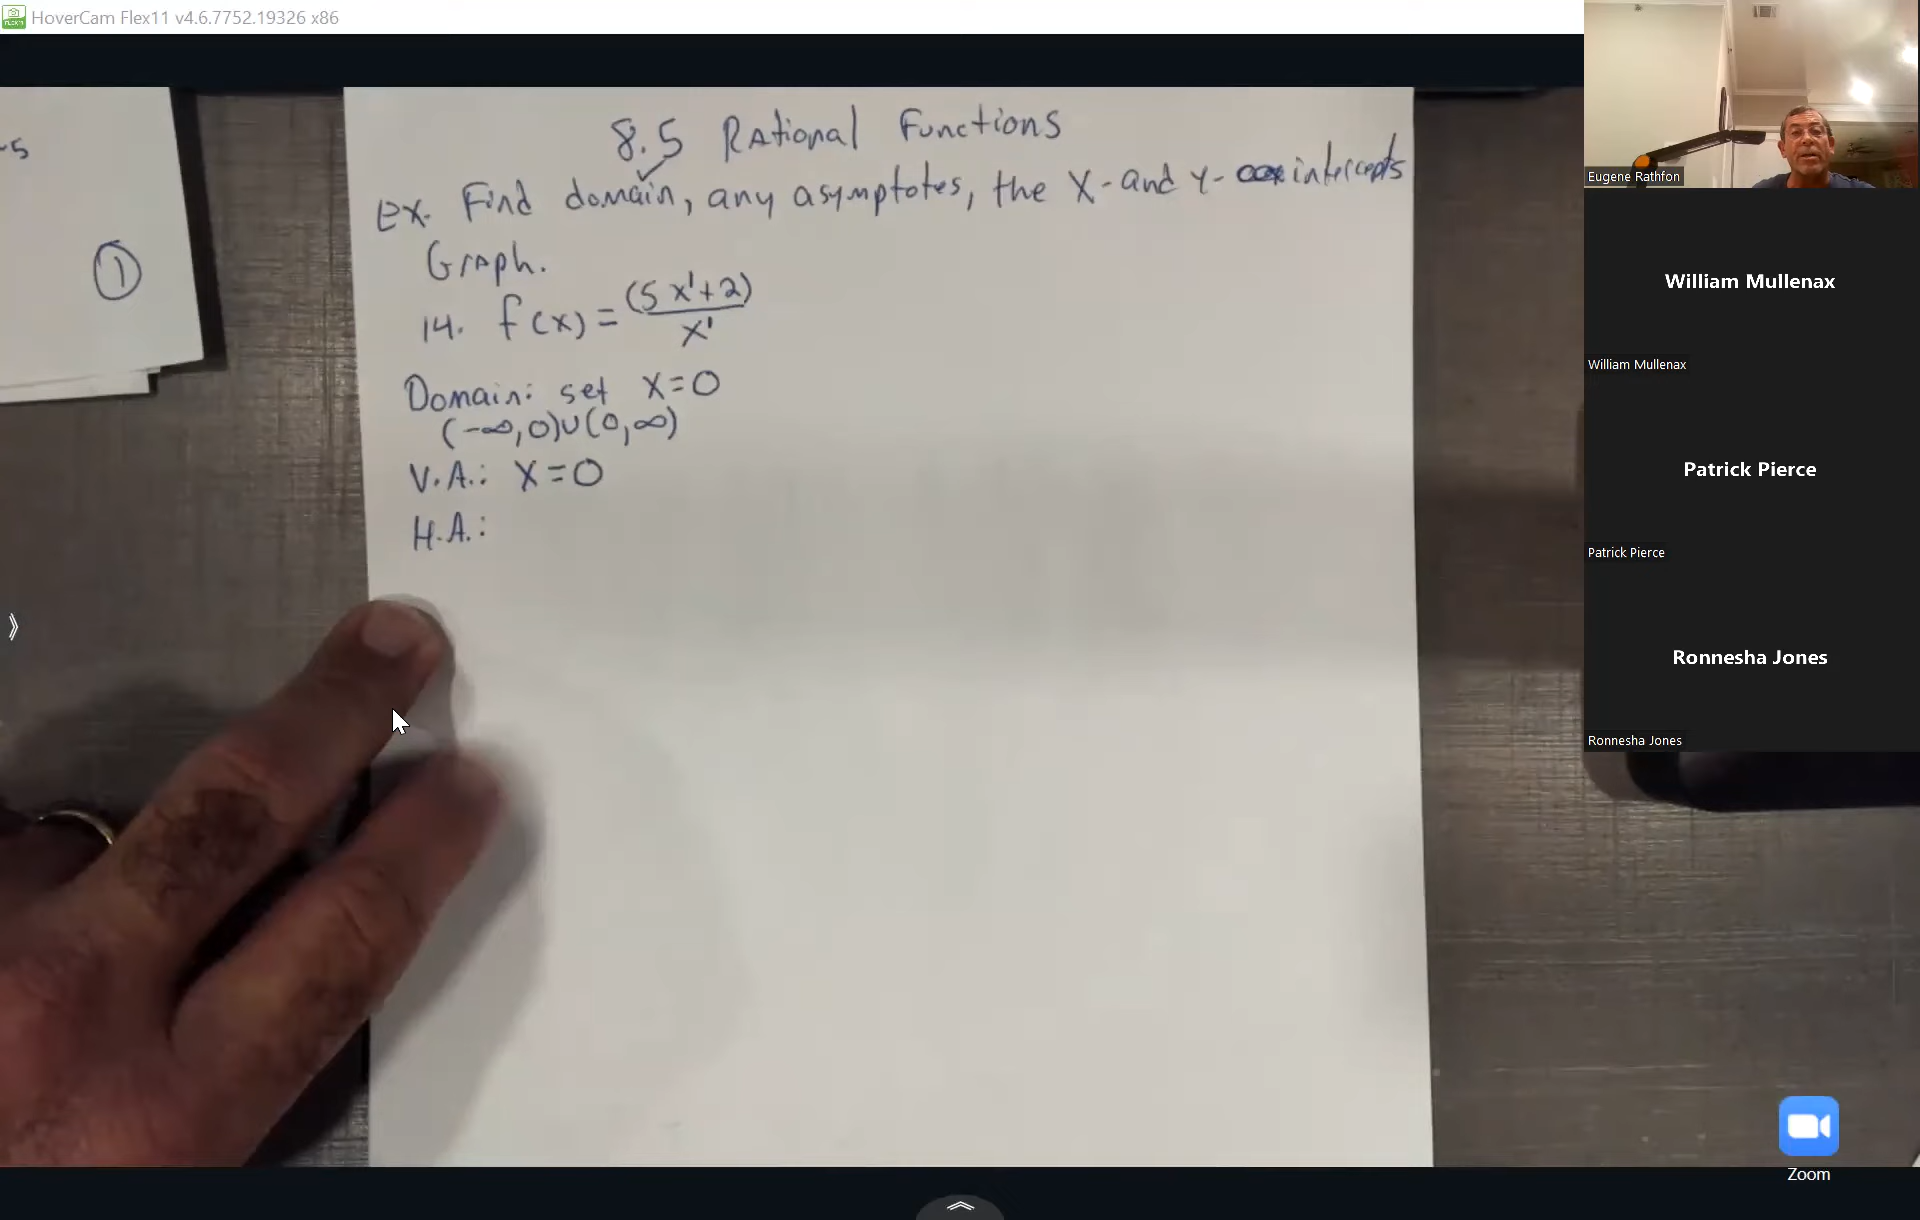 HoverCam Flex11 v4.6.7752.19326 x86
-5
①
8.5 Rational Functions
ex. Find domain, any asymptotes, the x-and y- intercepts
Graph.
14. f(x) = (5x¹+2)
x¹
Domain: set x=0
(-∞,0)∪(0,∞)
V.A.: x=0
H.A.:
Eugene Rathfon
William Mullenax
William Mullenax
Patrick Pierce
Patrick Pierce
Ronnesha Jones
Ronnesha Jones
Zoom